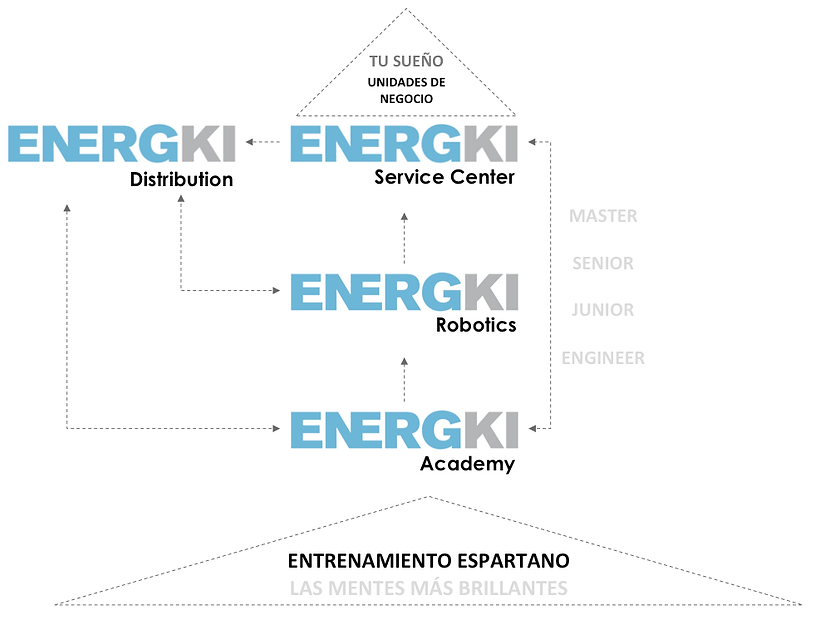 TU SUEÑO
UNIDADES DE
NEGOCIO
ENERGKI
Distribution
ENERGKI
Service Center
MASTER
SENIOR
ENERGKI
Robotics
JUNIOR
ENGINEER
ENERGKI
Academy
ENTRENAMIENTO ESPARTANO
LAS MENTES MÁS BRILLANTES